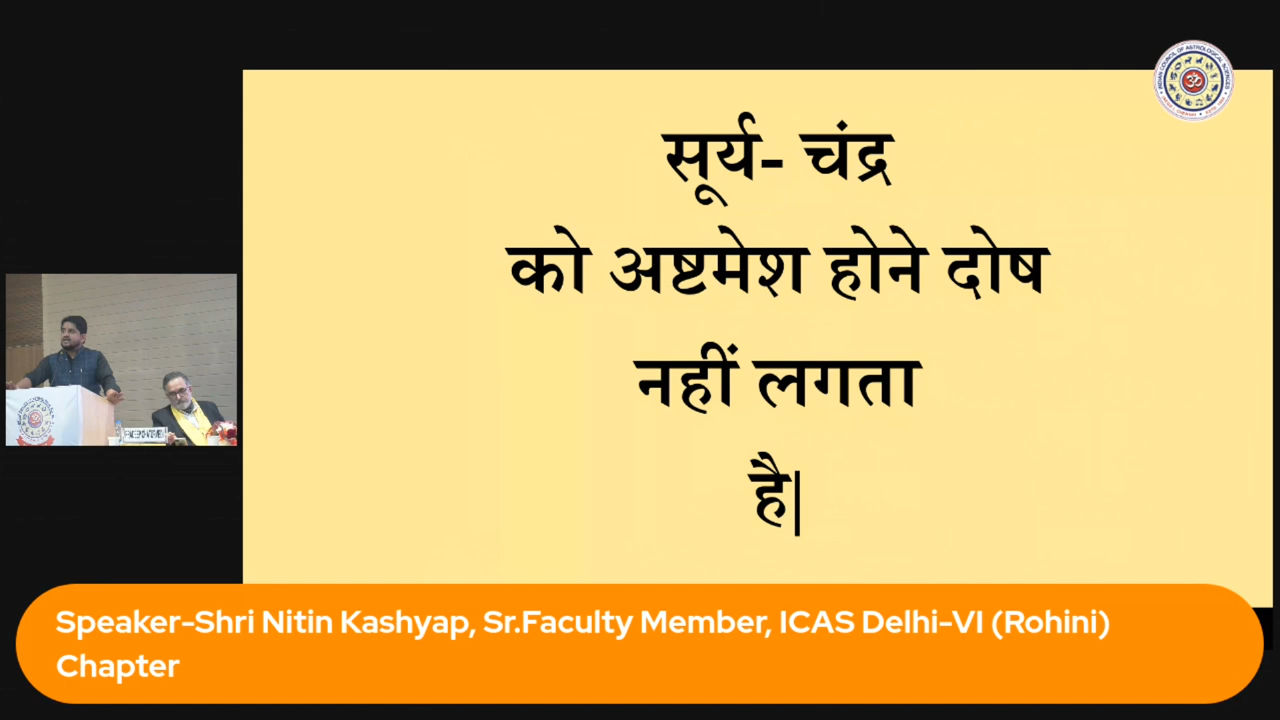 सूर्य- चंद्र
को अष्टमेश होने दोष
नहीं लगता
है|
Speaker-Shri Nitin Kashyap, Sr.Faculty Member, ICAS Delhi-VI (Rohini)
Chapter